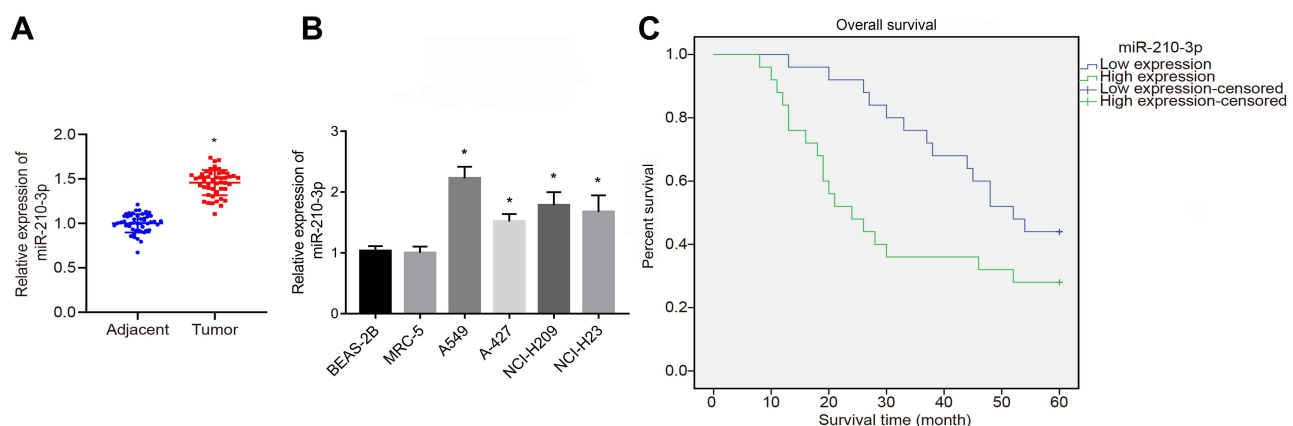 A
Relative expression of
miR-210-3p
2.0
1.5
1.0
0.5
0.0
*
Adjacent
Tumor
B
Relative expression of
miR-210-3p
3
2
1
0
*
*
*
*
BEAS-2B
MRC-5
A549
A-427
NCI-H209
NCI-H23
C
Overall survival
Percent survival
1.0
0.8
0.6
0.4
0.2
0.0
0
10
20
30
40
50
60
Survival time (month)
miR-210-3p
Low expression
High expression
Low expression-censored
High expression-censored